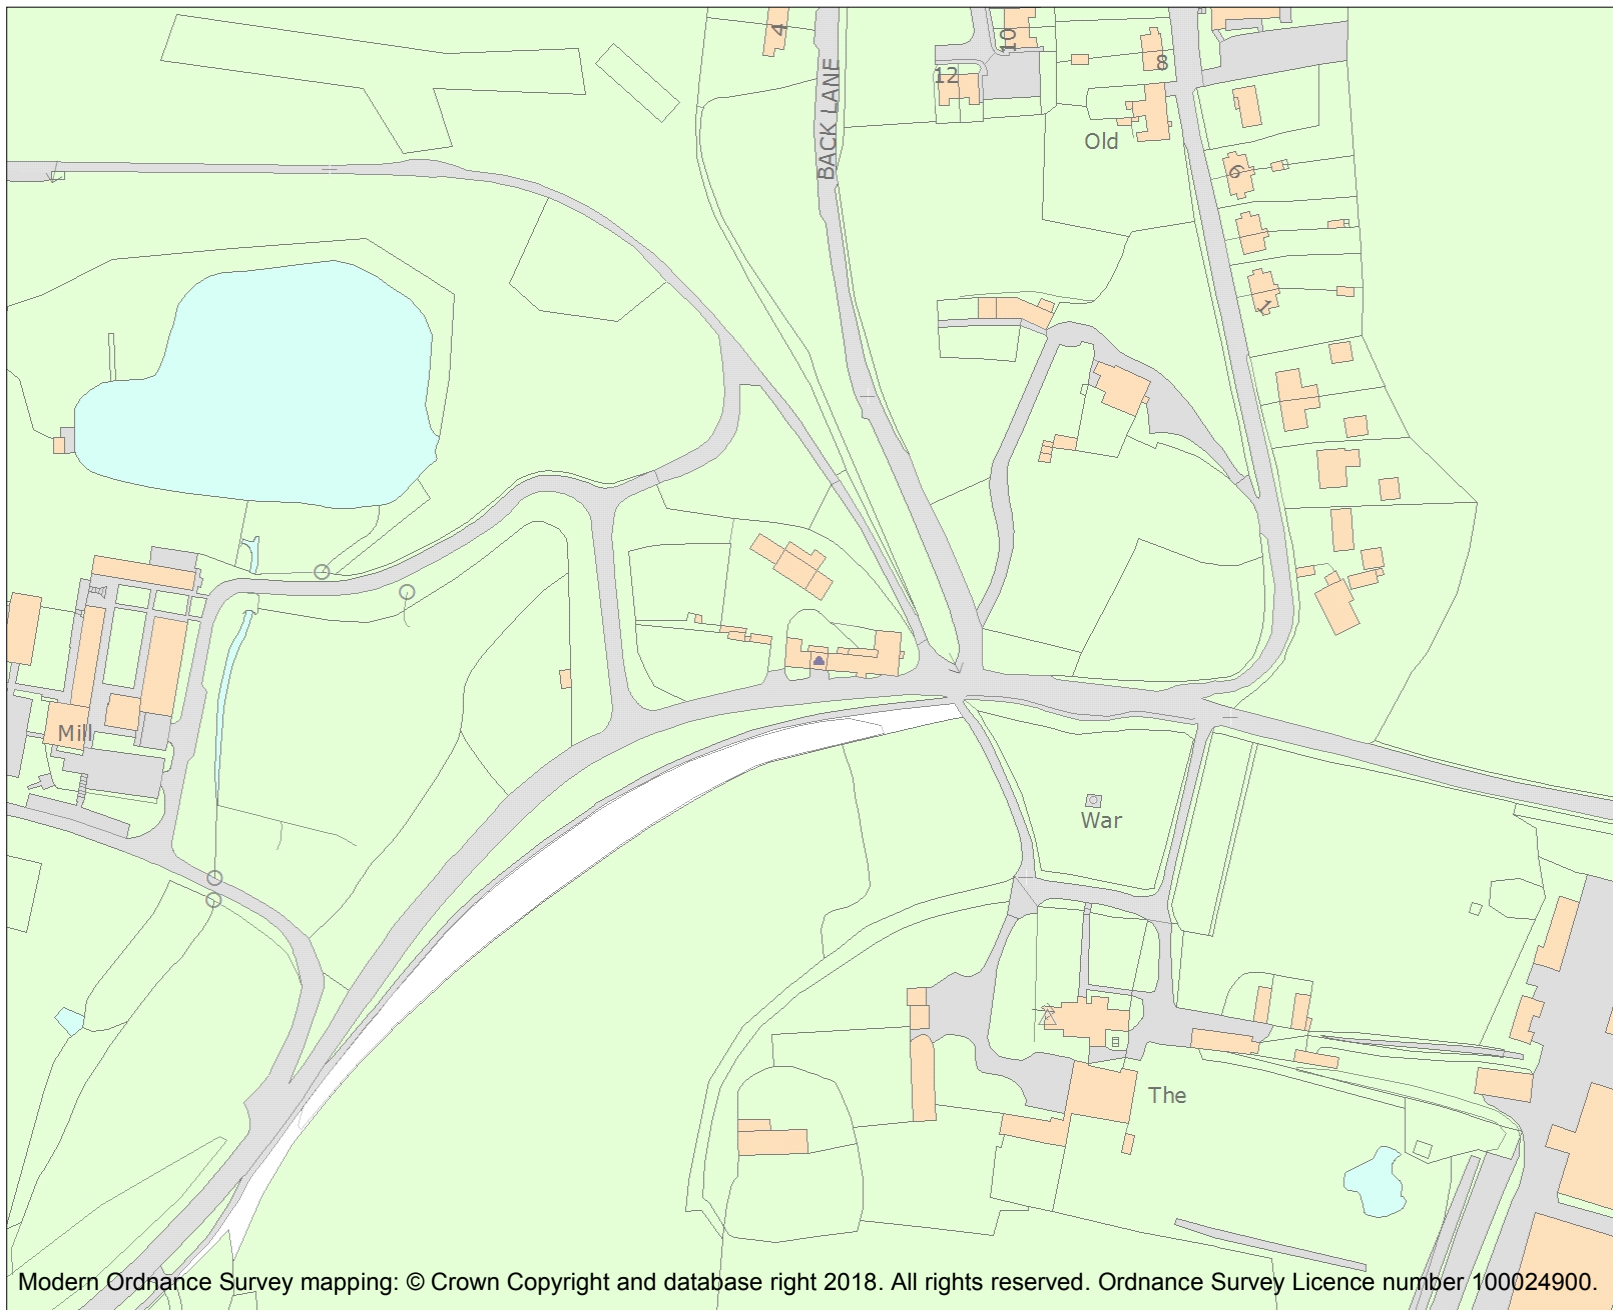 4
BACK LANE
10
12
8
Old
6
1
Mill
War
The
Modern Ordnance Survey mapping: © Crown Copyright and database right 2018. All rights reserved. Ordnance Survey Licence number 100024900.